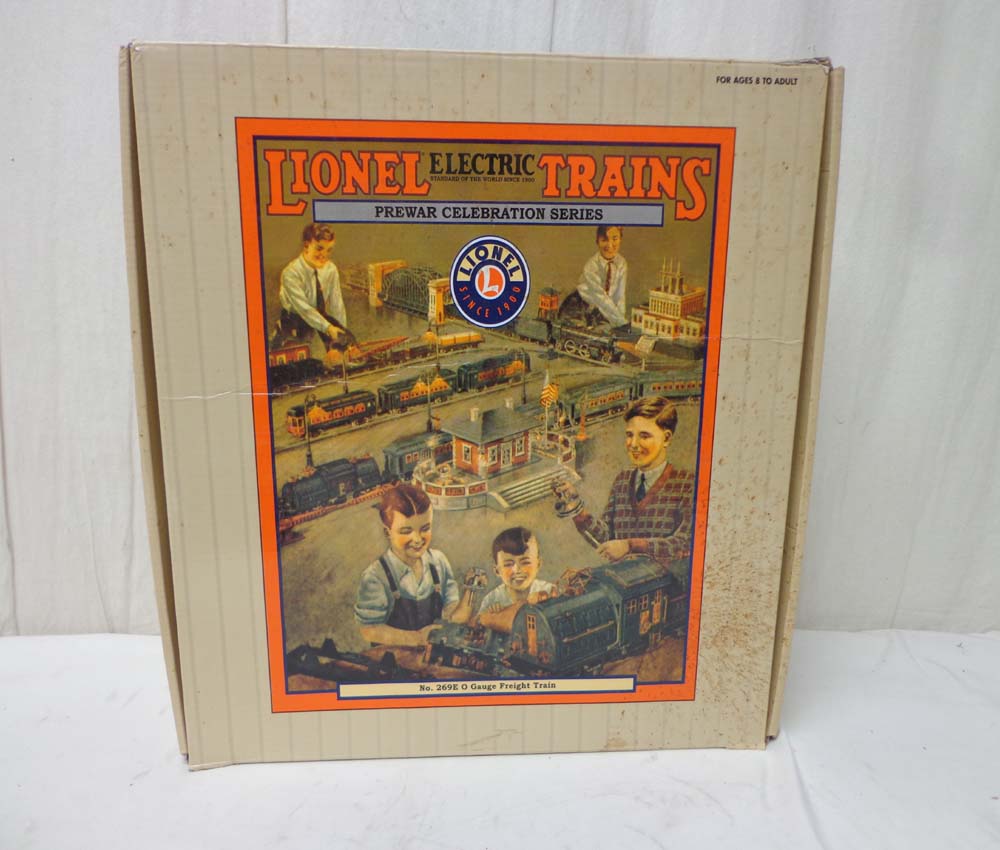 FOR AGES 8 TO ADULT
LIONEL ELECTRIC TRAINS
STANDARD OF THE WORLD SINCE 1900
PREWAR CELEBRATION SERIES
LIONEL
L
SINCE 1900
No. 269E O Gauge Freight Train